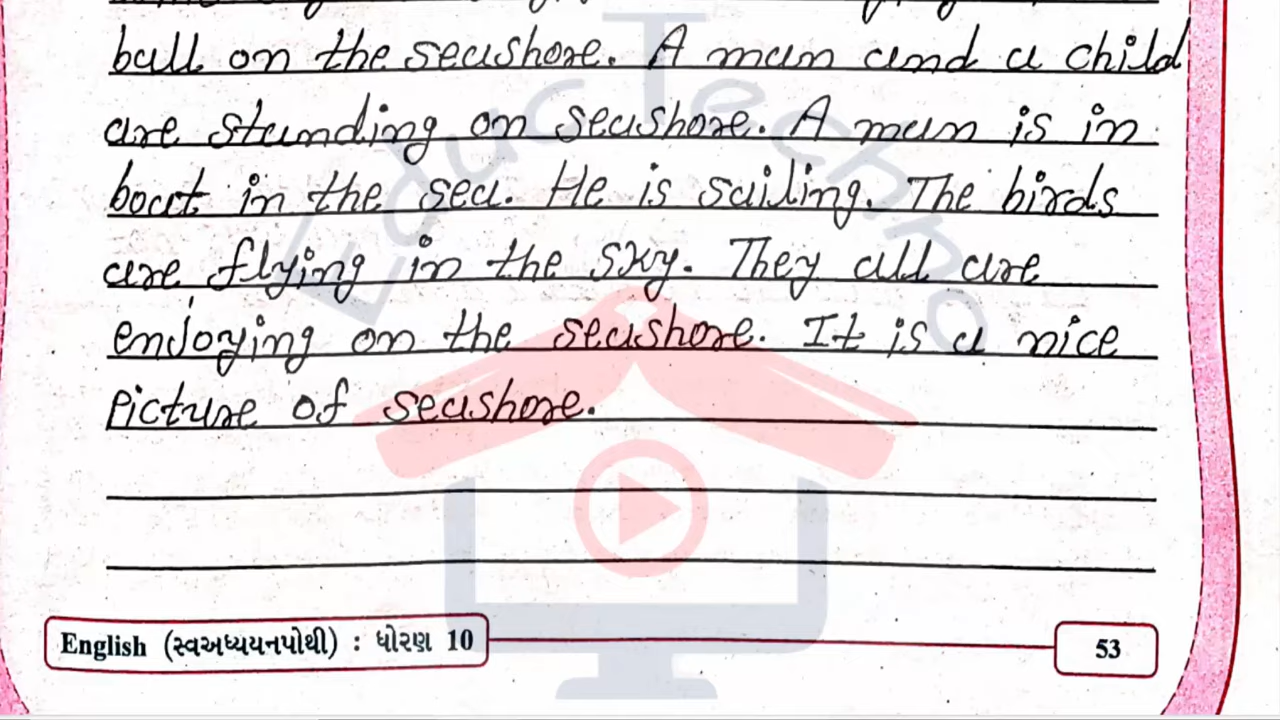 ball on the seashore. A man and a child
are standing on seashore. A man is in
boat in the sea. He is sailing. The birds
are flying in the sky. They all are
enjoying on the seashore. It is a nice
Picture of seashore.
English (સ્વઅધ્યયનપોથી) : ધોરણ 10
53
Educ Techno